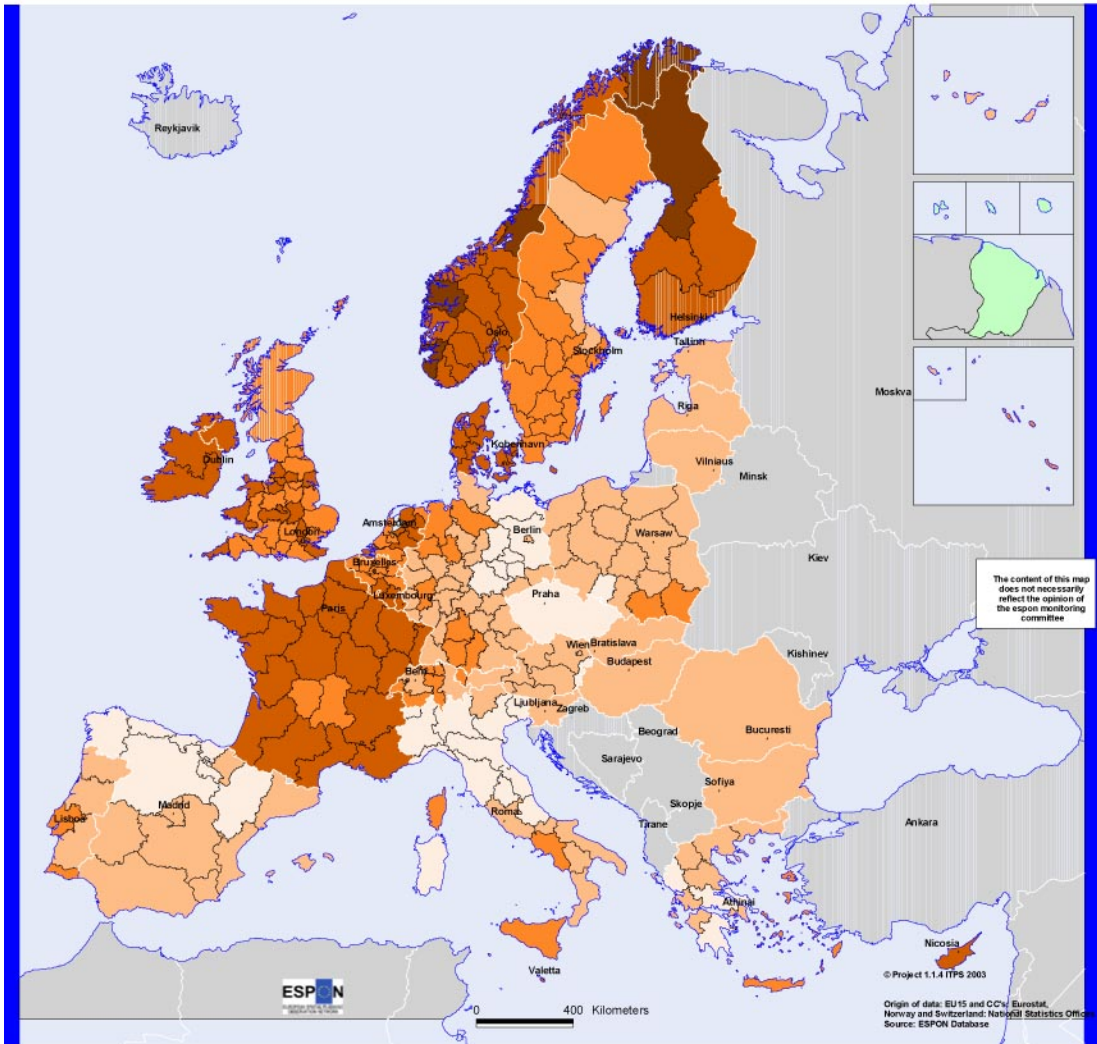 Reykjavik
Oslo
Helsinki
Tallinn
Stockholm
Moskva
Riga
Dublin
Kobenhavn
Vilniaus
Minsk
Amsterdam
Berlin
Warsaw
London
Bruxelles
Kiev
The content of this map
does not necessarily
reflect the opinion of
the espon monitoring
committee
Luxembourg
Praha
Paris
Wien
Bratislava
Kishinev
Bern
Budapest
Ljubljana
Zagreb
Beograd
Bucuresti
Sarajevo
Sofiya
Madrid
Roma
Skopje
Lisboa
Tirane
Ankara
Athinai
Nicosia
Valetta
© Project 1.1.4 ITPS 2003
ESPON
0 400 Kilometers
Origin of data: EU15 and CC's: Eurostat,
Norway and Switzerland: National Statistics Offic
Source: ESPON Database